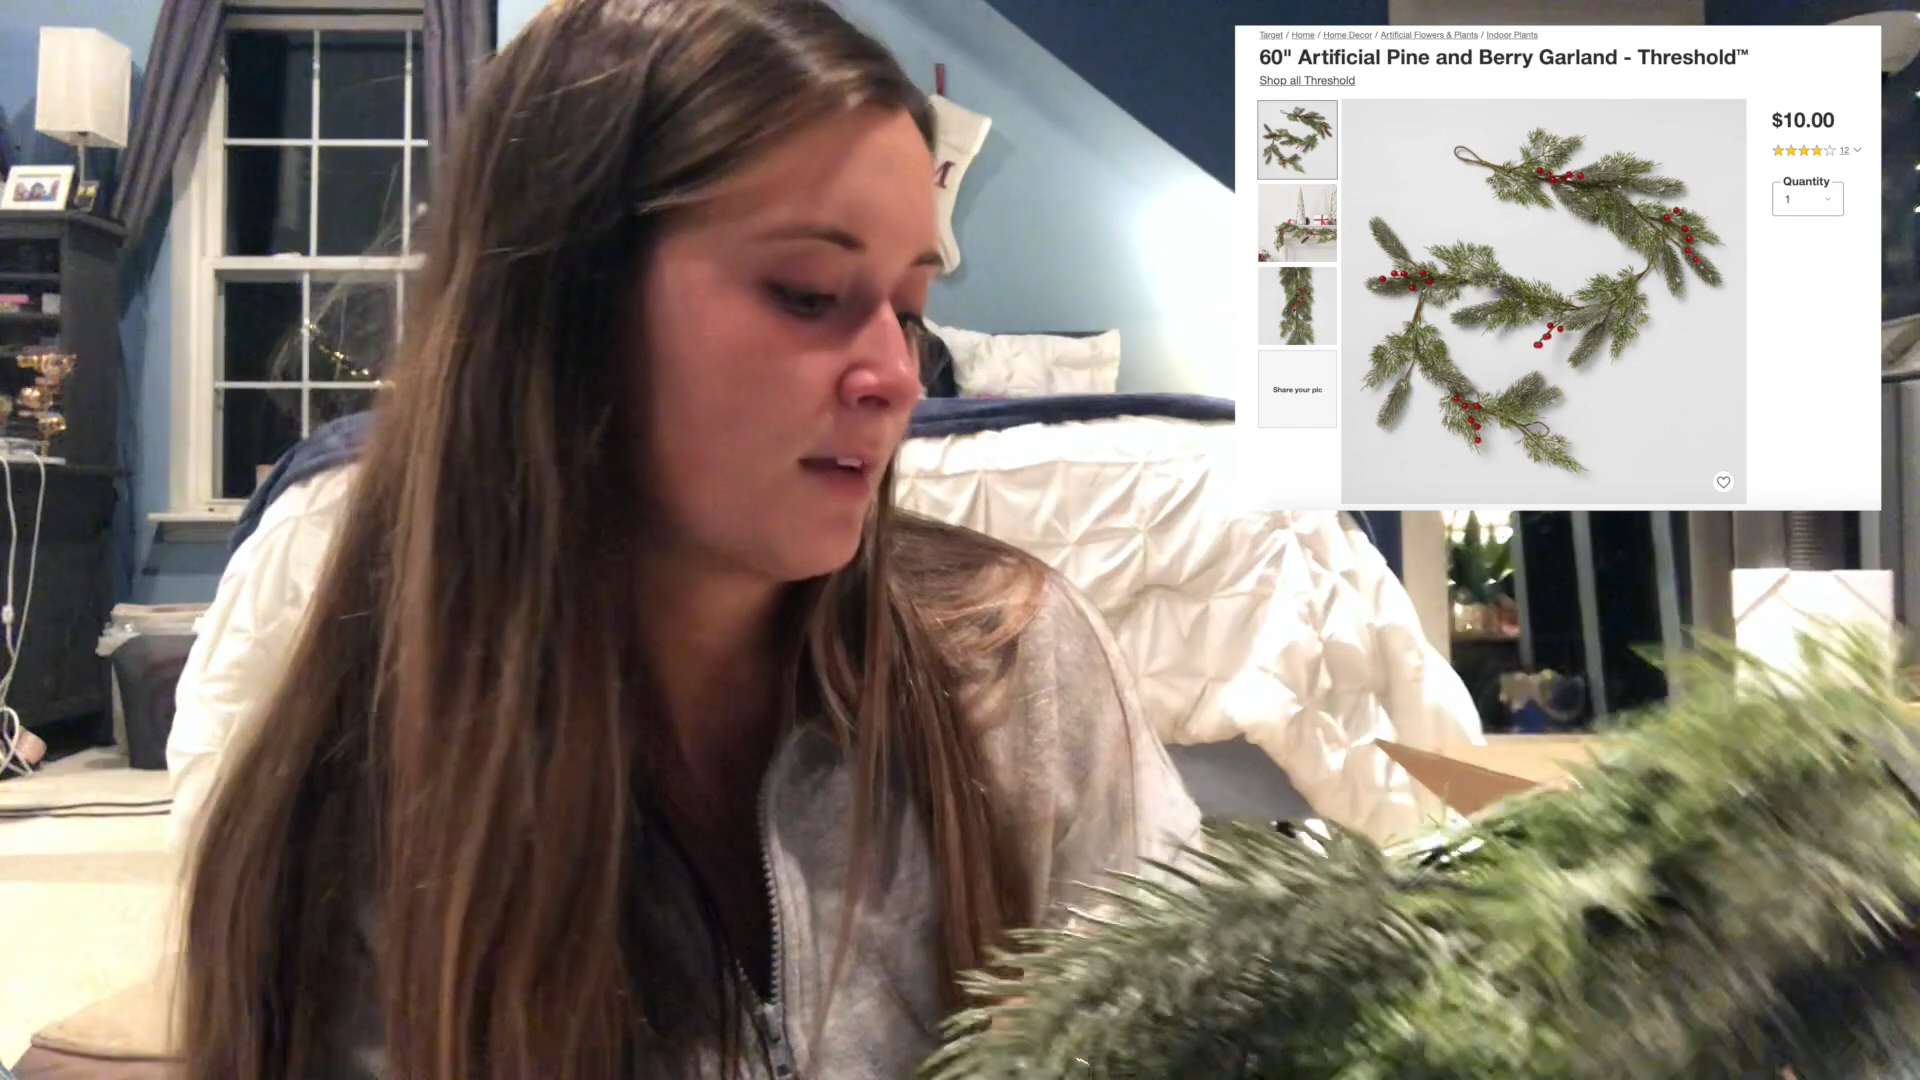 Target / Home / Home Decor / Artificial Flowers & Plants / Indoor Plants
60" Artificial Pine and Berry Garland - Threshold™
Shop all Threshold
$10.00
12
Quantity
1
Share your pic
M